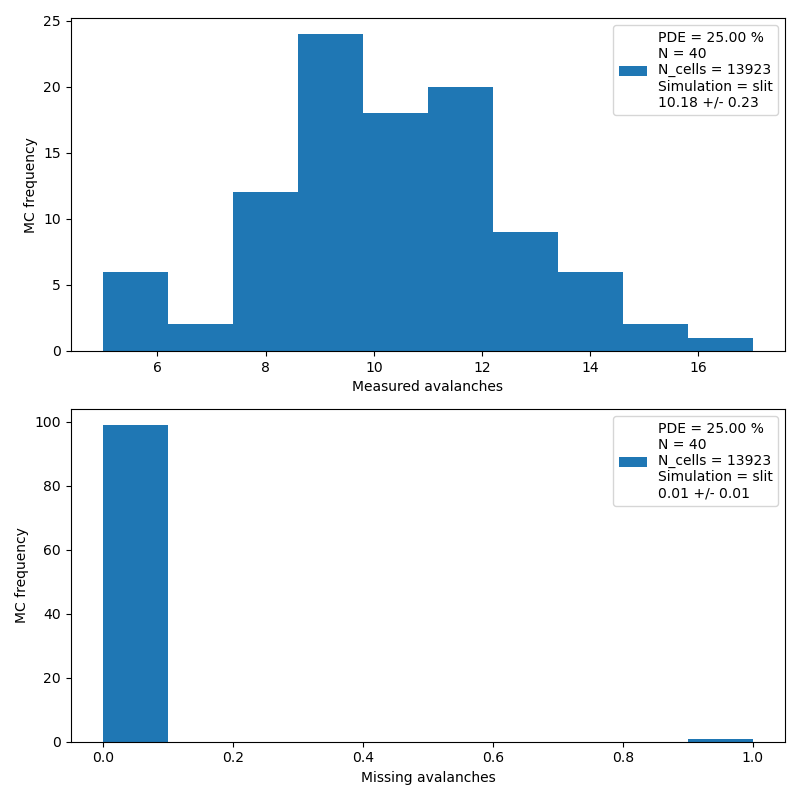 25
20
15
10
5
0
MC frequency
PDE = 25.00 %
N = 40
N_cells = 13923
Simulation = slit
10.18 +/- 0.23
6 8 10 12 14 16
Measured avalanches
100
80
60
40
20
0
MC frequency
PDE = 25.00 %
N = 40
N_cells = 13923
Simulation = slit
0.01 +/- 0.01
0.0 0.2 0.4 0.6 0.8 1.0
Missing avalanches